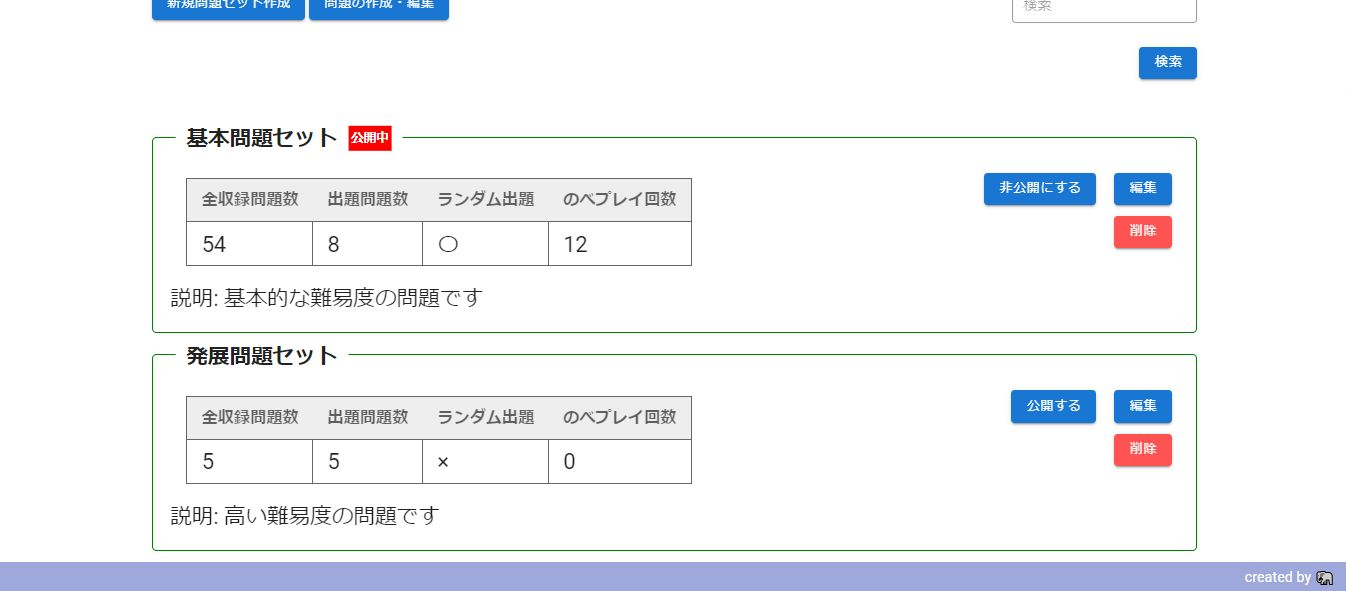 新規問題セット作成 問題の作成・編集
検索
検索
基本問題セット 公開中
全収録問題数 出題問題数 ランダム出題 のべプレイ回数
非公開にする 編集
削除
54 8 〇 12
説明: 基本的な難易度の問題です
発展問題セット
全収録問題数 出題問題数 ランダム出題 のべプレイ回数
公開する 編集
削除
5 5 × 0
説明: 高い難易度の問題です
created by